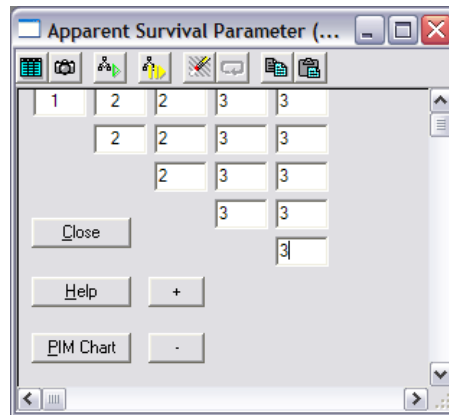 Apparent Survival Parameter (...
1 2 2 3 3
2 2 3 3 3
2 3 3
3 3
Close
3
Help +
PIM Chart -